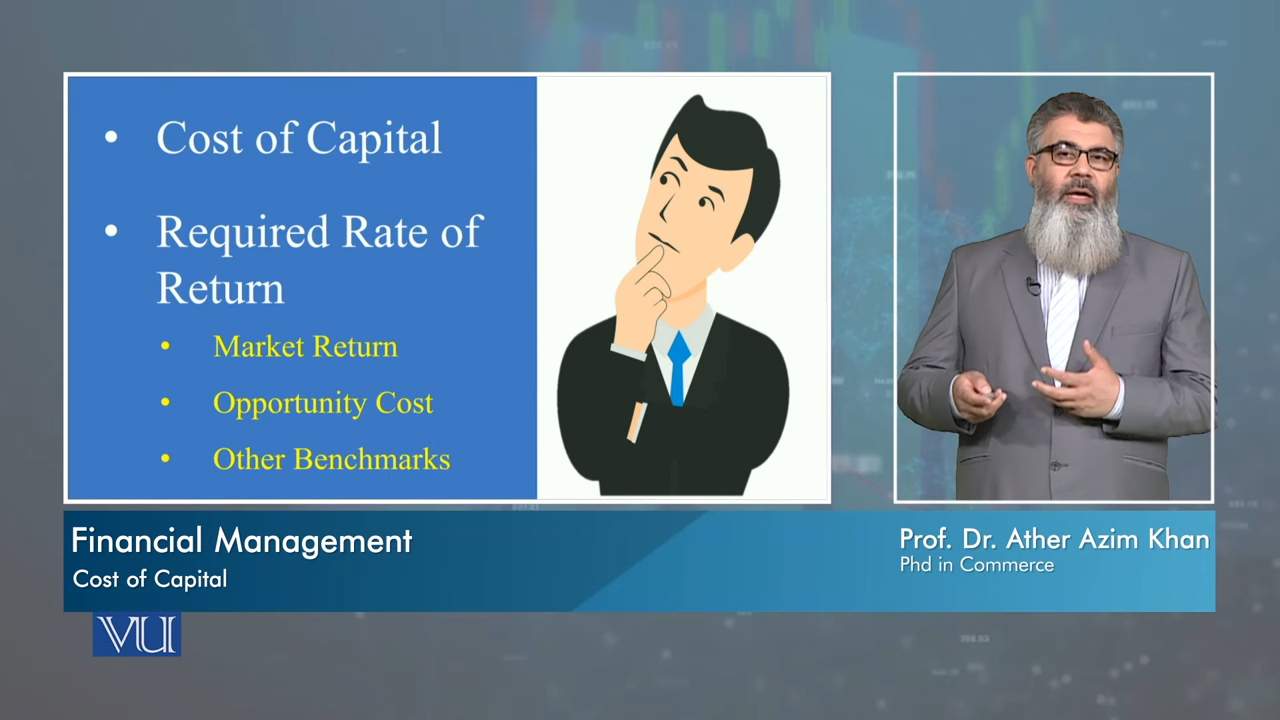 • Cost of Capital
• Required Rate of
Return
• Market Return
• Opportunity Cost
• Other Benchmarks
Financial Management
Cost of Capital
Prof. Dr. Ather Azim Khan
Phd in Commerce
VU